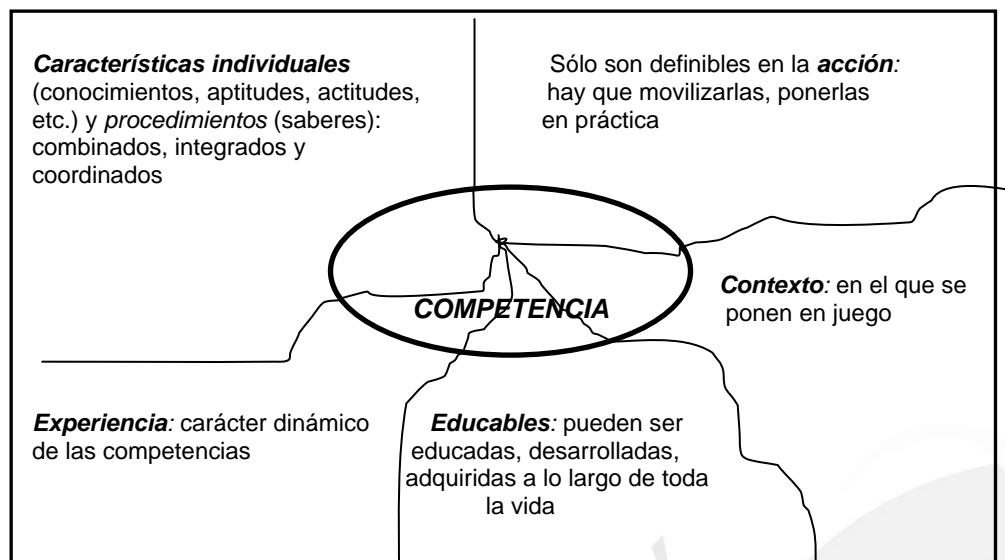 Características individuales
(conocimientos, aptitudes, actitudes,
etc.) y procedimientos (saberes):
combinados, integrados y
coordinados
Sólo son definibles en la acción:
hay que movilizarlas, ponerlas
en práctica
Contexto: en el que se
ponen en juego
COMPETENCIA
Experiencia: carácter dinámico
de las competencias
Educables: pueden ser
educadas, desarrolladas,
adquiridas a lo largo de toda
la vida